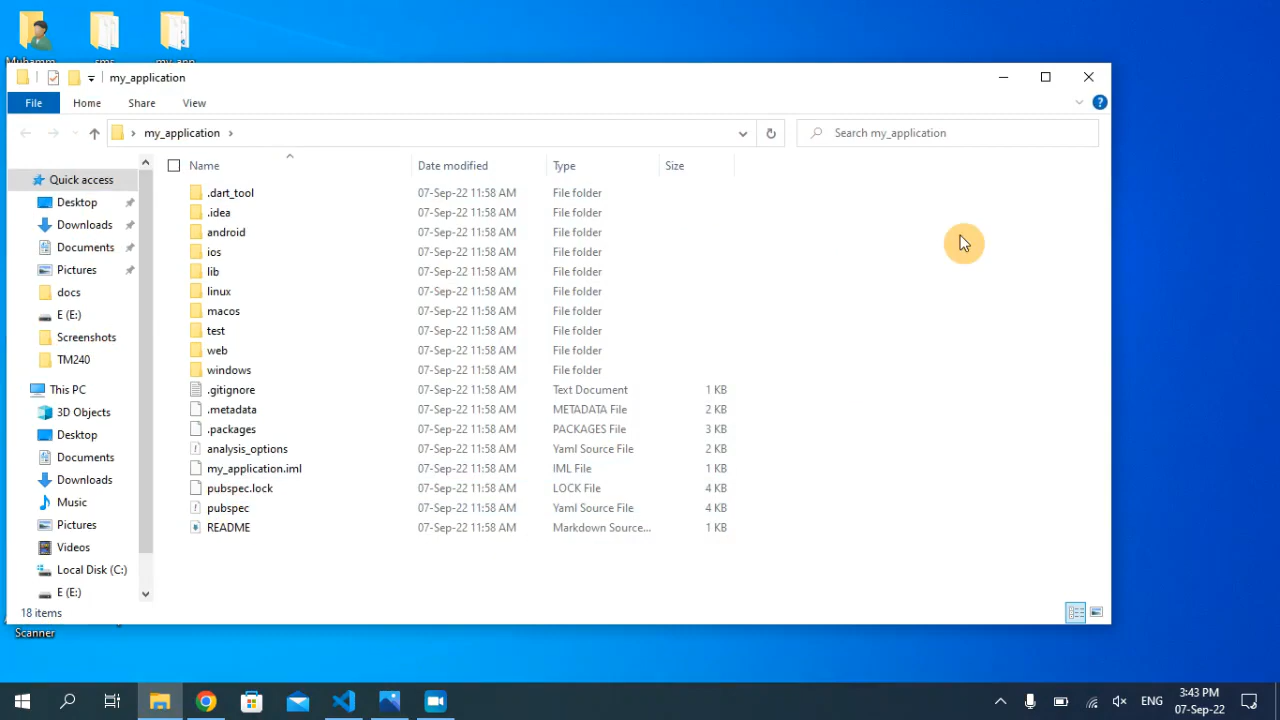 Muhamm...
sms
my_app
my_application
File Home Share View
my_application
Search my_application
Name Date modified Type Size
.dart_tool 07-Sep-22 11:58 AM File folder
.idea 07-Sep-22 11:58 AM File folder
android 07-Sep-22 11:58 AM File folder
ios 07-Sep-22 11:58 AM File folder
lib 07-Sep-22 11:58 AM File folder
linux 07-Sep-22 11:58 AM File folder
macos 07-Sep-22 11:58 AM File folder
test 07-Sep-22 11:58 AM File folder
web 07-Sep-22 11:58 AM File folder
windows 07-Sep-22 11:58 AM File folder
.gitignore 07-Sep-22 11:58 AM Text Document 1 KB
.metadata 07-Sep-22 11:58 AM METADATA File 2 KB
.packages 07-Sep-22 11:58 AM PACKAGES File 3 KB
analysis_options 07-Sep-22 11:58 AM Yaml Source File 2 KB
my_application.iml 07-Sep-22 11:58 AM IML File 1 KB
pubspec.lock 07-Sep-22 11:58 AM LOCK File 4 KB
pubspec 07-Sep-22 11:58 AM Yaml Source File 4 KB
README 07-Sep-22 11:58 AM Markdown Source... 1 KB
Quick access
Desktop
Downloads
Documents
Pictures
docs
E (E:)
Screenshots
TM240
This PC
3D Objects
Desktop
Documents
Downloads
Music
Pictures
Videos
Local Disk (C:)
E (E:)
18 items
Scanner
ENG
3:43 PM
07-Sep-22